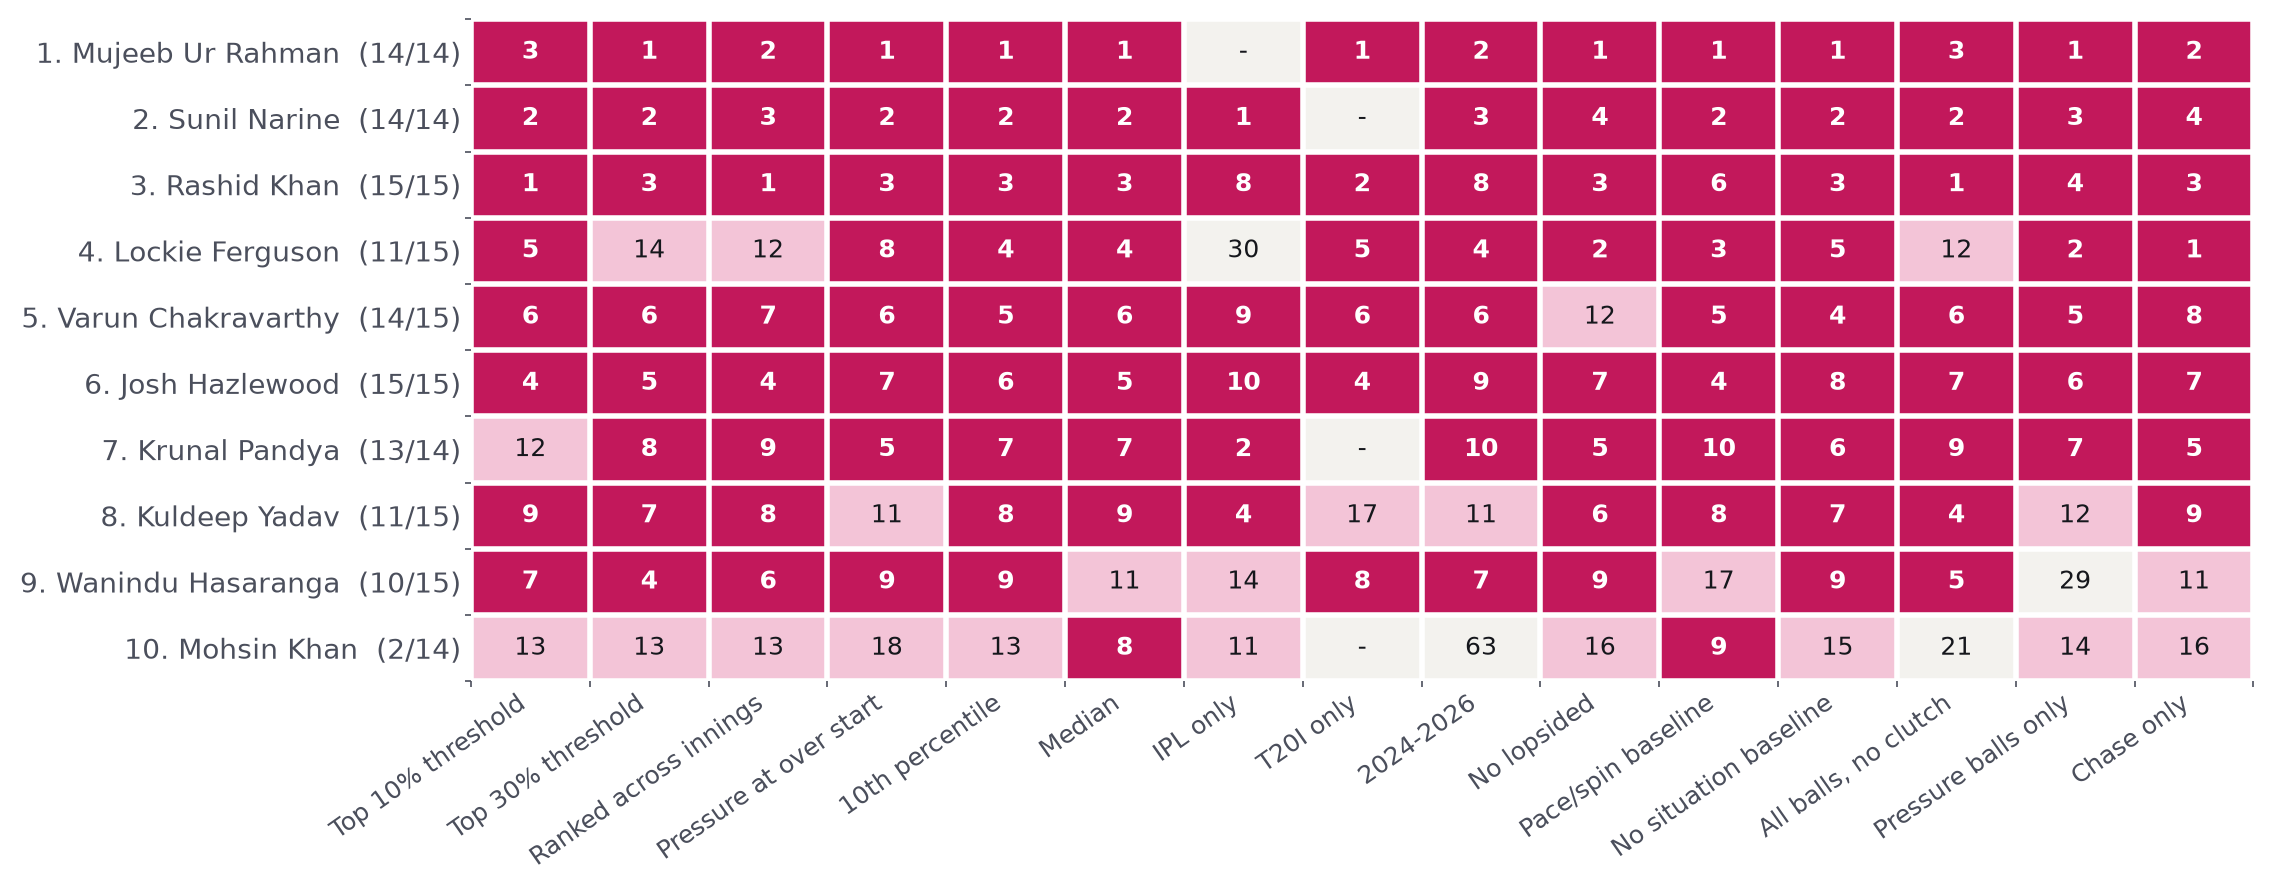 1. Mujeeb Ur Rahman (14/14) 3 1 2 1 1 1 - 1 2 1 1 1 3 1 2
2. Sunil Narine (14/14) 2 2 3 2 2 2 1 - 3 4 2 2 2 3 4
3. Rashid Khan (15/15) 1 3 1 3 3 3 8 2 8 3 6 3 1 4 3
4. Lockie Ferguson (11/15) 5 14 12 8 4 4 30 5 4 2 3 5 12 2 1
5. Varun Chakravarthy (14/15) 6 6 7 6 5 6 9 6 6 12 5 4 6 5 8
6. Josh Hazlewood (15/15) 4 5 4 7 6 5 10 4 9 7 4 8 7 6 7
7. Krunal Pandya (13/14) 12 8 9 5 7 7 2 - 10 5 10 6 9 7 5
8. Kuldeep Yadav (11/15) 9 7 8 11 8 9 4 17 11 6 8 7 4 12 9
9. Wanindu Hasaranga (10/15) 7 4 6 9 9 11 14 8 7 9 17 9 5 29 11
10. Mohsin Khan (2/14) 13 13 13 18 13 8 11 - 63 16 9 15 21 14 16
Top 10% threshold
Top 30% threshold
Ranked across innings
Pressure at over start
10th percentile
Median
IPL only
T20I only
2024-2026
No lopsided
Pace/spin baseline
No situation baseline
All balls, no clutch
Pressure balls only
Chase only